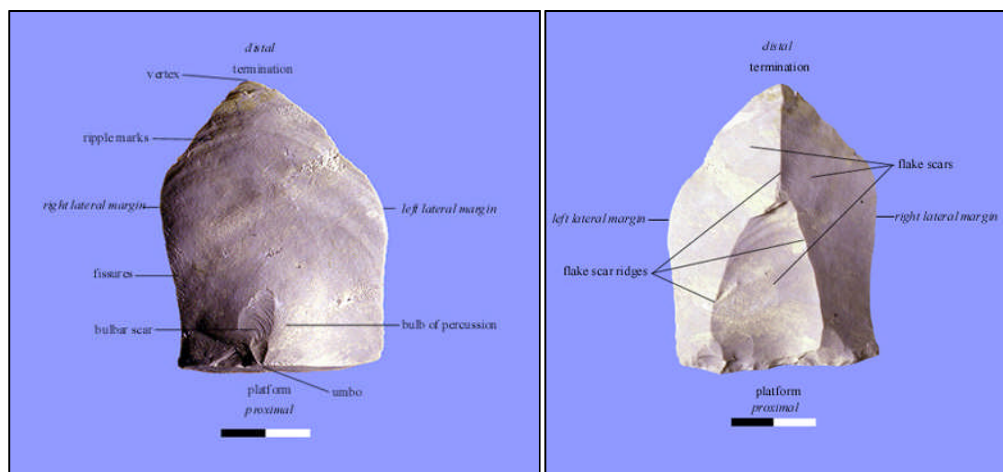 distal
termination
vertex
ripple marks
right lateral margin
left lateral margin
fissures
bulbar scar
bulb of percussion
umbo
platform
proximal
distal
termination
flake scars
left lateral margin
right lateral margin
flake scar ridges
platform
proximal